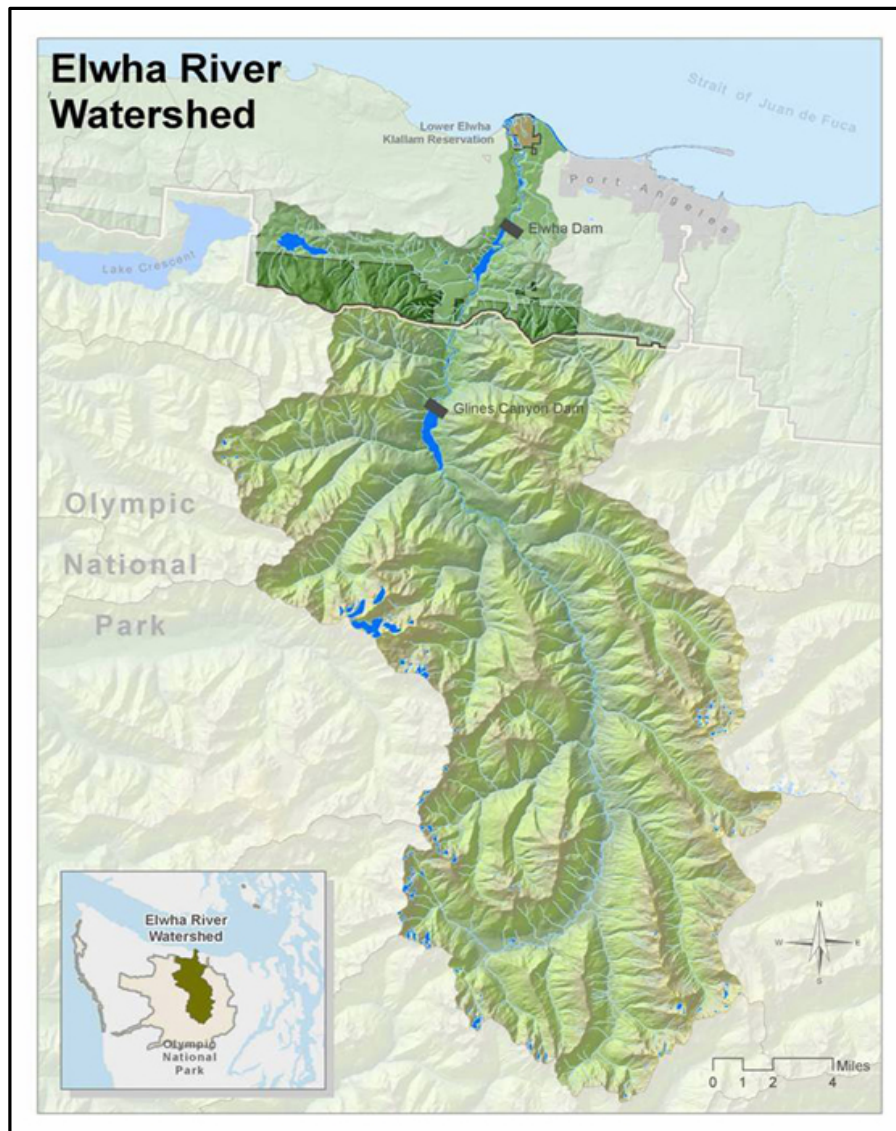 Elwha River
Watershed
Strait of Juan de Fuca
Lower Elwha
Klallam Reservation
Port Angeles
Elwha Dam
Lake Crescent
Glines Canyon Dam
Olympic
National
Park
Elwha River
Watershed
Olympic
National
Park
N
W
E
S
Miles
0 1 2 4